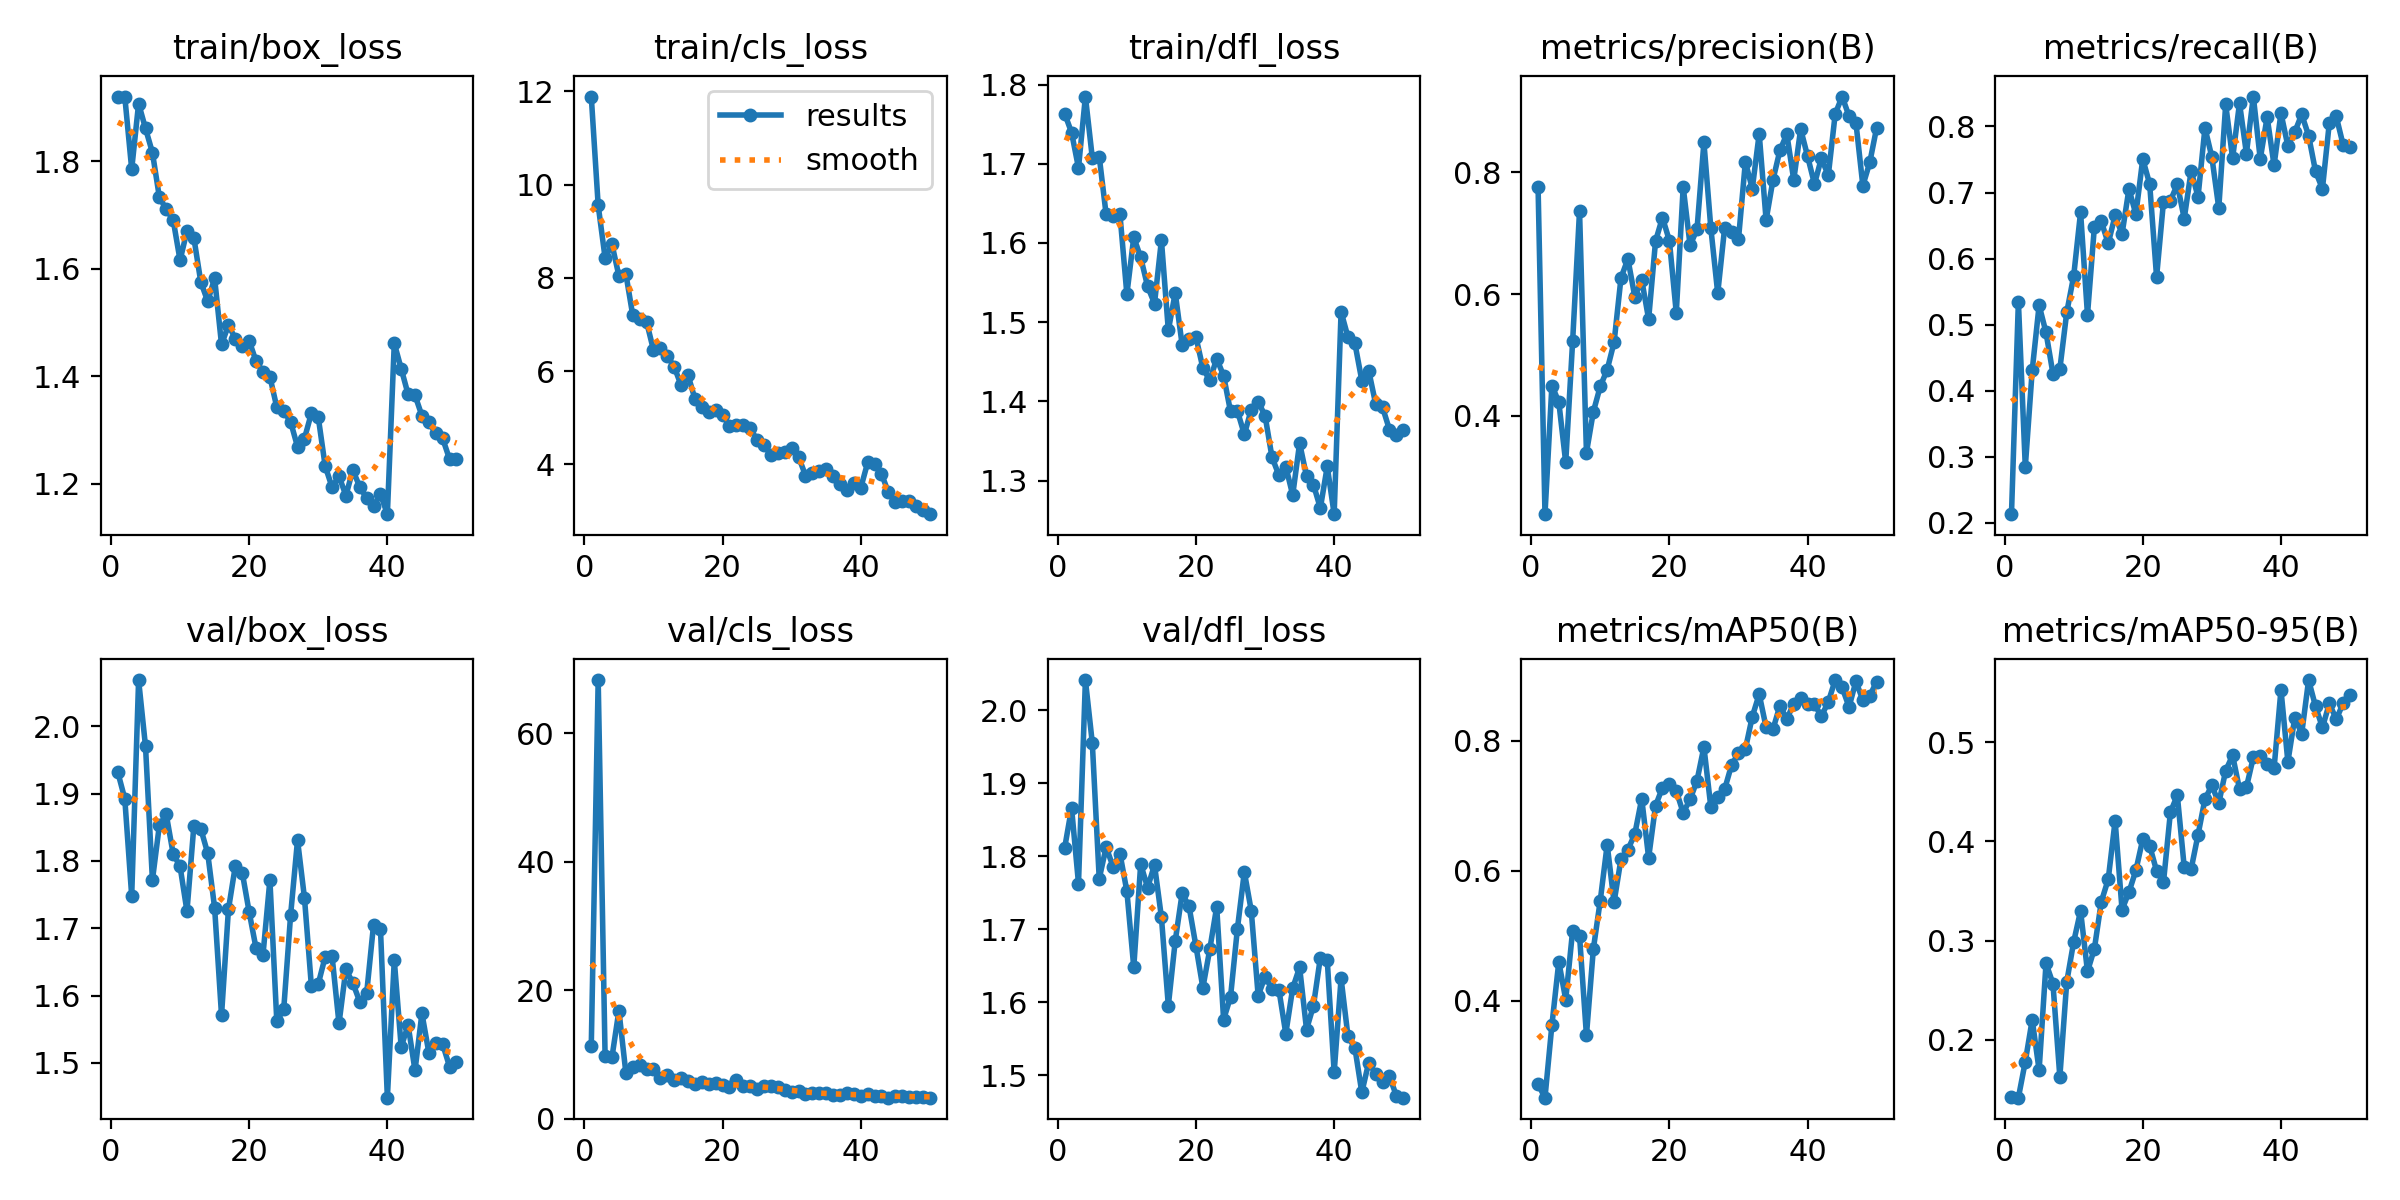 train/box_loss
train/cls_loss
train/dfl_loss
metrics/precision(B)
metrics/recall(B)
1.8
1.6
1.4
1.2
0 20 40
12
10
8
6
4
results
smooth
0 20 40
1.8
1.7
1.6
1.5
1.4
1.3
0 20 40
0.8
0.6
0.4
0 20 40
0.8
0.7
0.6
0.5
0.4
0.3
0.2
0 20 40
val/box_loss
val/cls_loss
val/dfl_loss
metrics/mAP50(B)
metrics/mAP50-95(B)
2.0
1.9
1.8
1.7
1.6
1.5
0 20 40
60
40
20
0
0 20 40
2.0
1.9
1.8
1.7
1.6
1.5
0 20 40
0.8
0.6
0.4
0 20 40
0.5
0.4
0.3
0.2
0 20 40